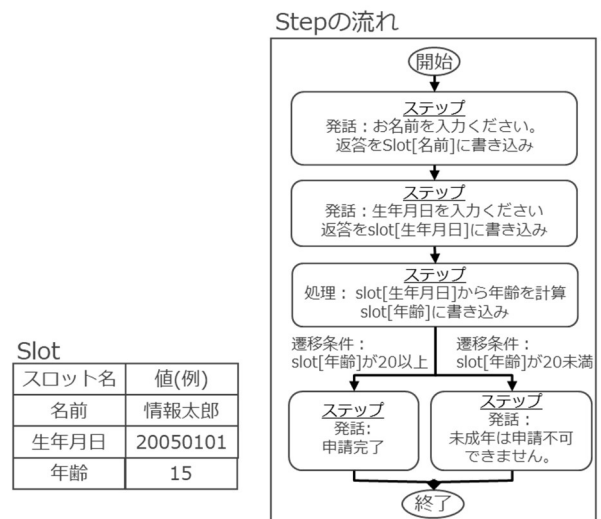 Stepの流れ
開始
ステップ
発話：お名前を入力ください。
返答をSlot[名前]に書き込み
ステップ
発話：生年月日を入力ください
返答をslot[生年月日]に書き込み
ステップ
処理： slot[生年月日]から年齢を計算
slot[年齢]に書き込み
遷移条件：
slot[年齢]が20以上
遷移条件：
slot[年齢]が20未満
ステップ
発話:
申請完了
ステップ
発話：
未成年は申請不可
できません。
終了
Slot
スロット名 値(例)
名前 情報太郎
生年月日 20050101
年齢 15